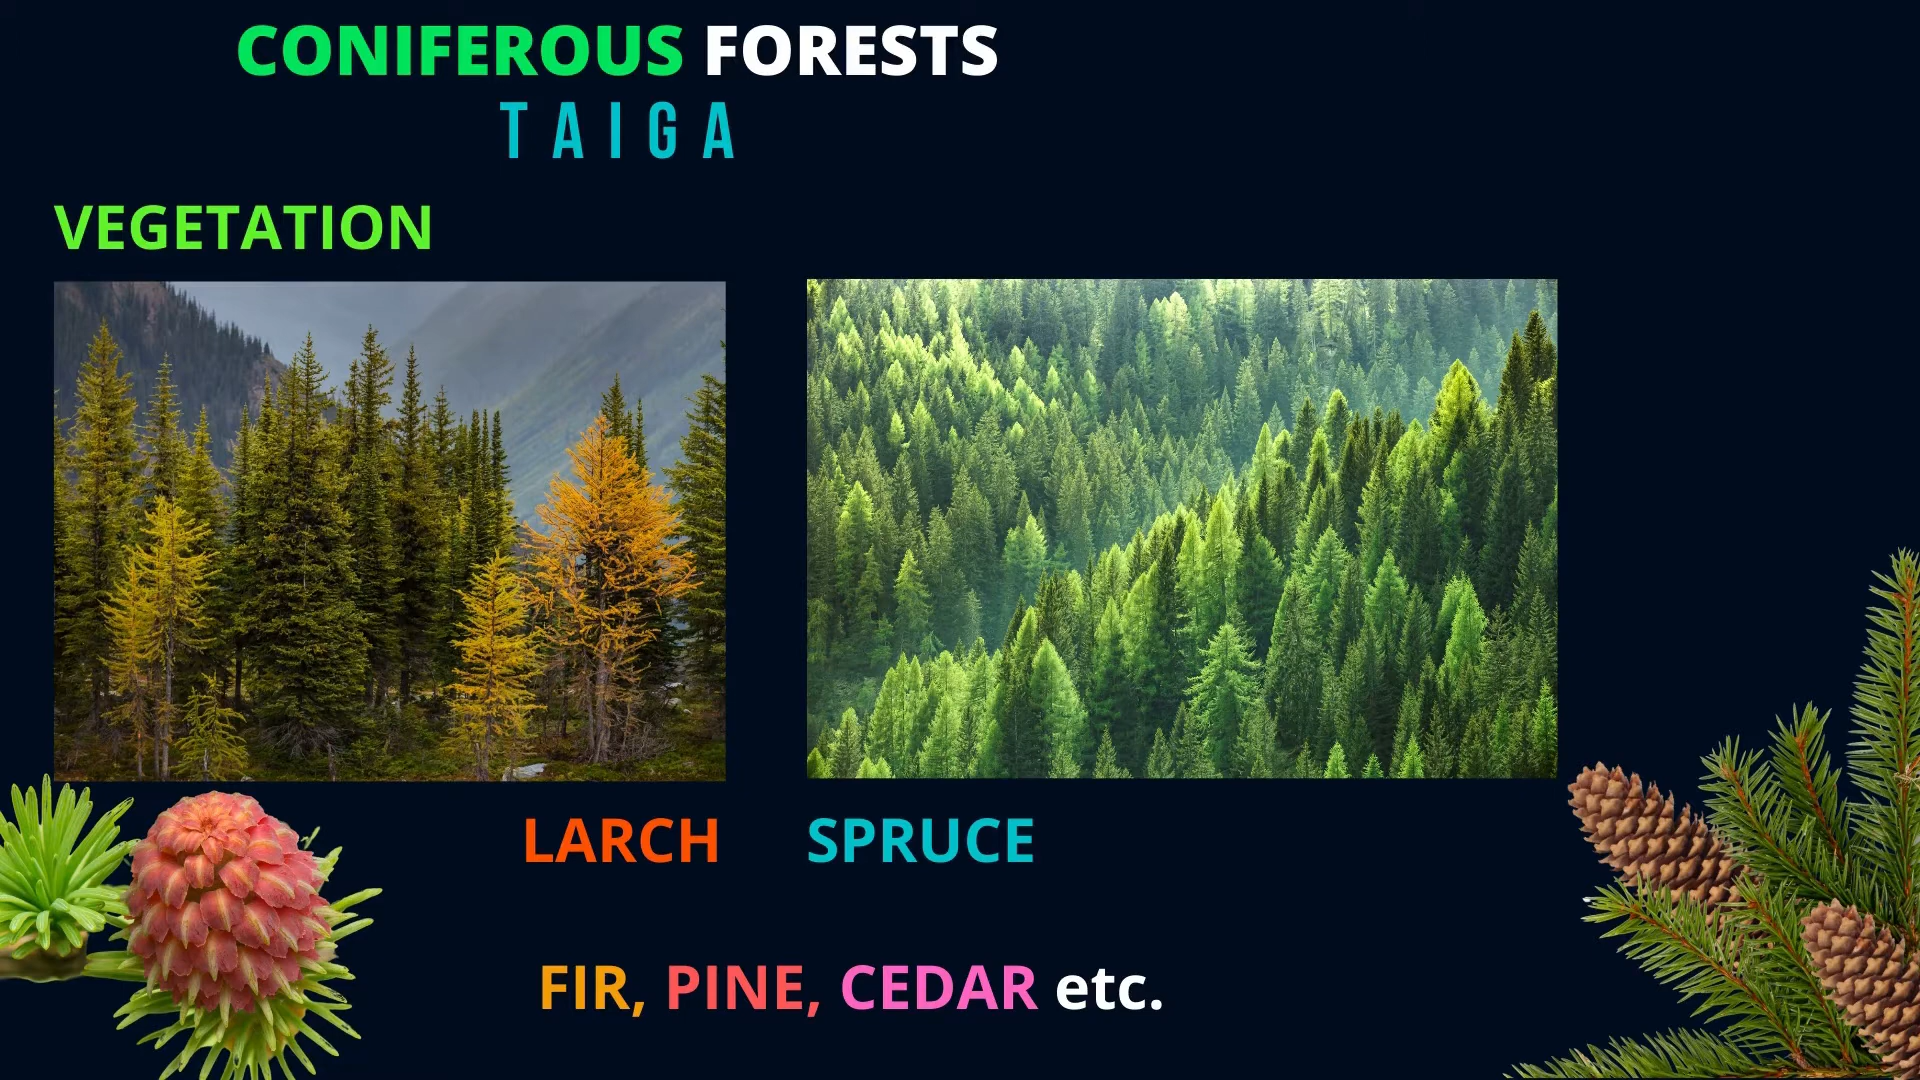 CONIFEROUS FORESTS
TAIGA
VEGETATION
LARCH
SPRUCE
FIR, PINE, CEDAR etc.